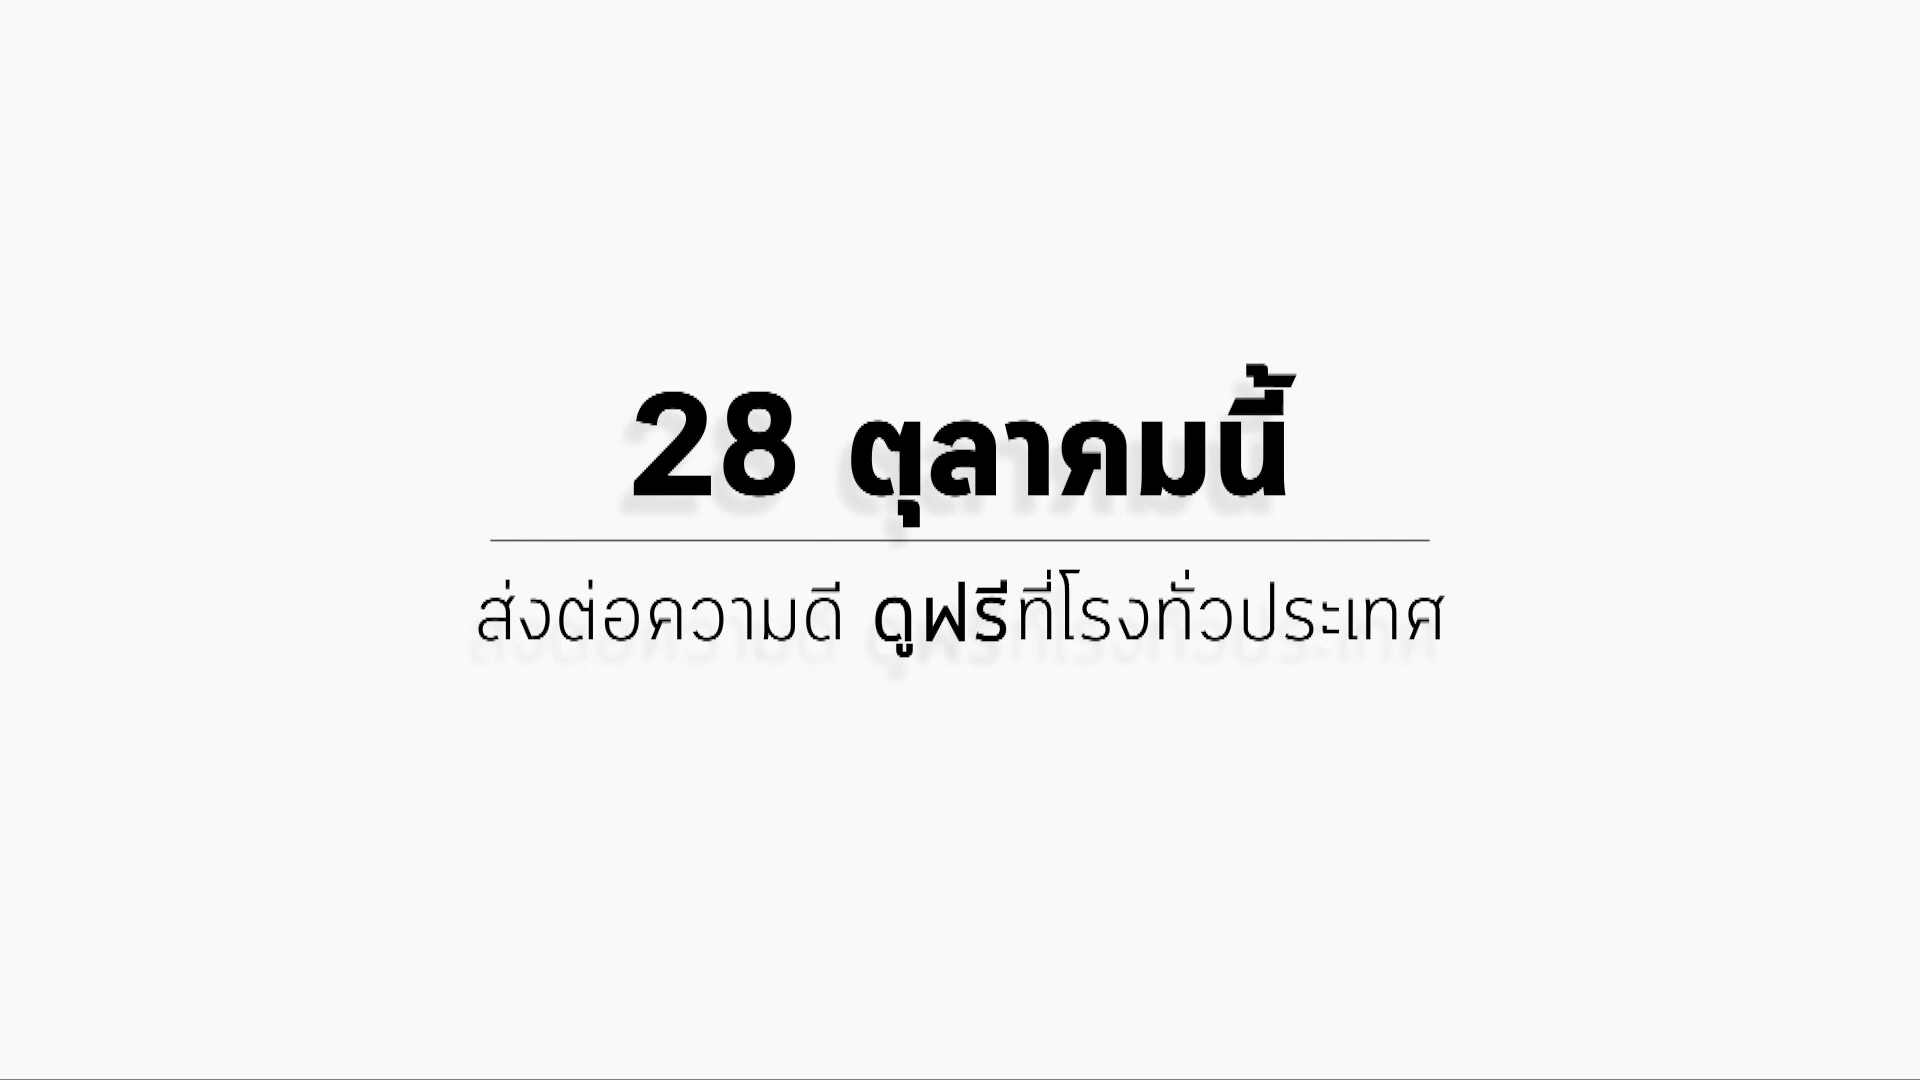 28 ตุลาคมนี้
ส่งต่อความดี ดูฟรีที่โรงทั่วประเทศ